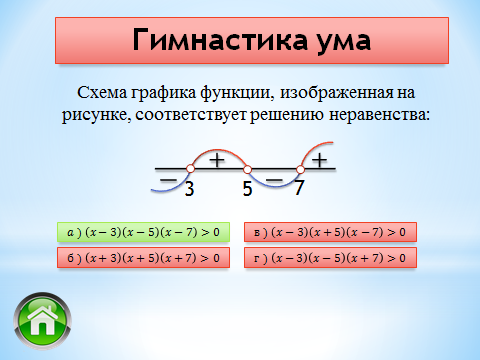 Гимнастика ума
Схема графика функции, изображенная на
рисунке, соответствует решению неравенства:
− + − +
3 5 7
а ) (x − 3)(x − 5)(x − 7) > 0
в ) (x − 3)(x + 5)(x − 7) > 0
б ) (x + 3)(x + 5)(x + 7) > 0
г ) (x − 3)(x − 5)(x + 7) > 0